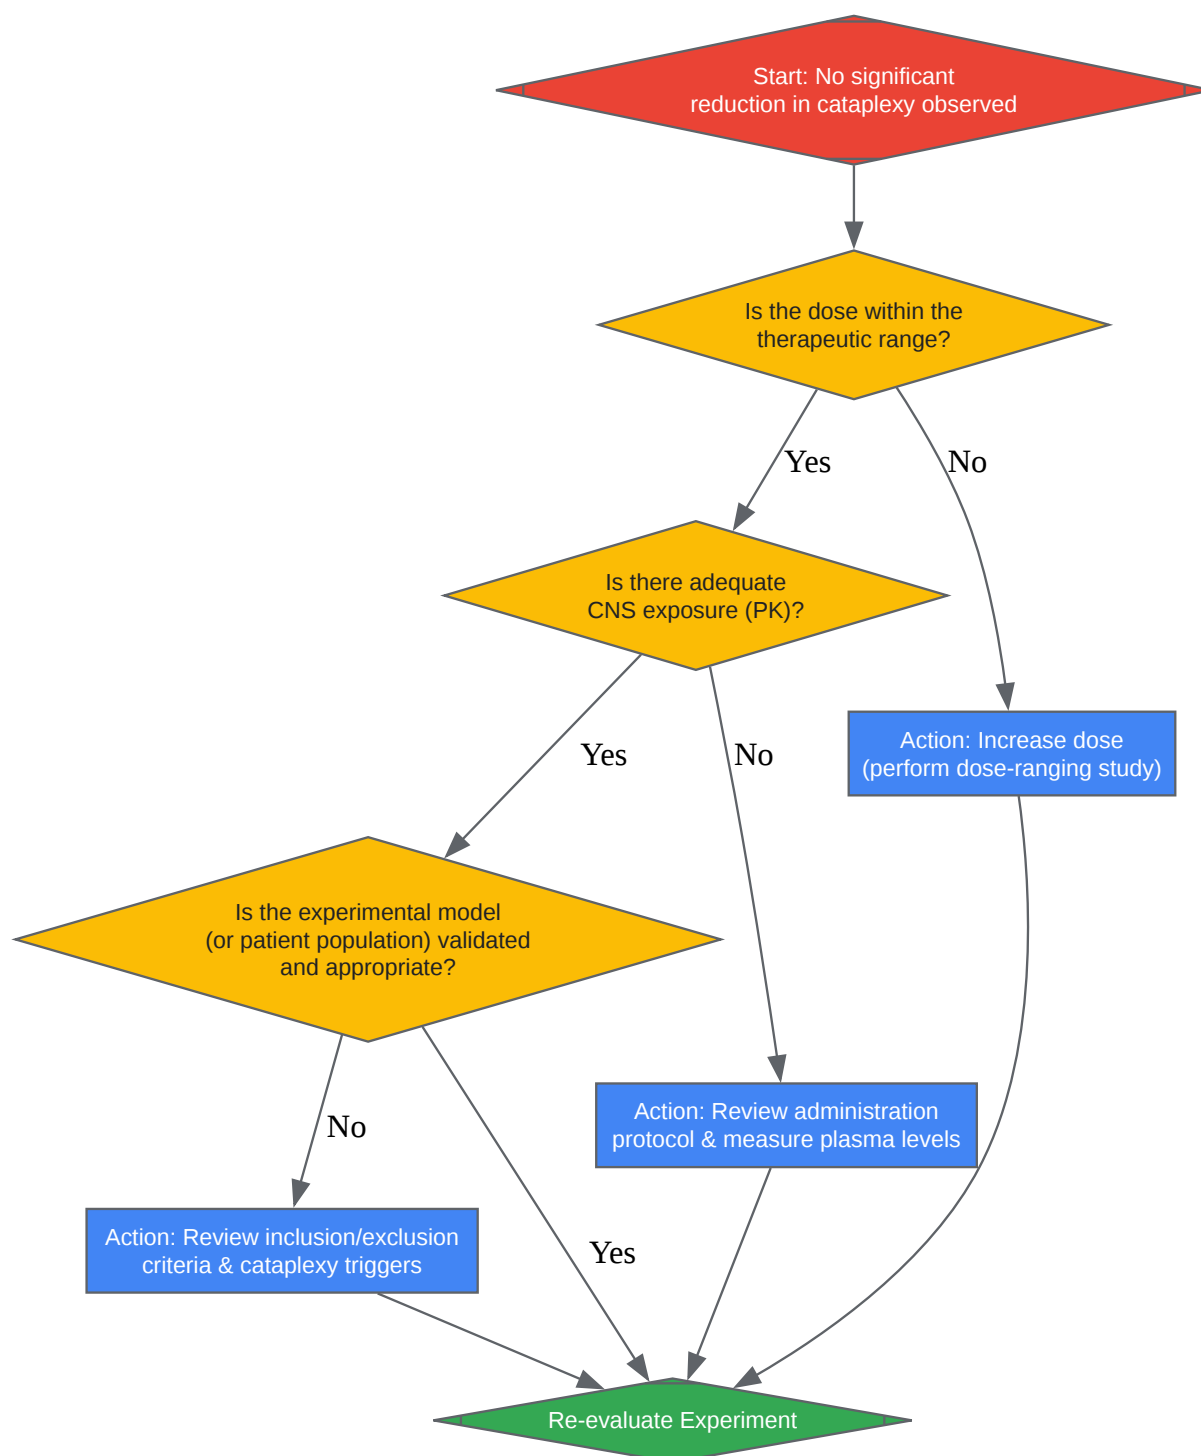 Start: No significant
reduction in cataplexy observed
Is the dose within the
therapeutic range?
Yes
No
Is there adequate
CNS exposure (PK)?
Yes
No
Action: Increase dose
(perform dose-ranging study)
Is the experimental model
(or patient population) validated
and appropriate?
No
Yes
Action: Review administration
protocol & measure plasma levels
Action: Review inclusion/exclusion
criteria & cataplexy triggers
Re-evaluate Experiment